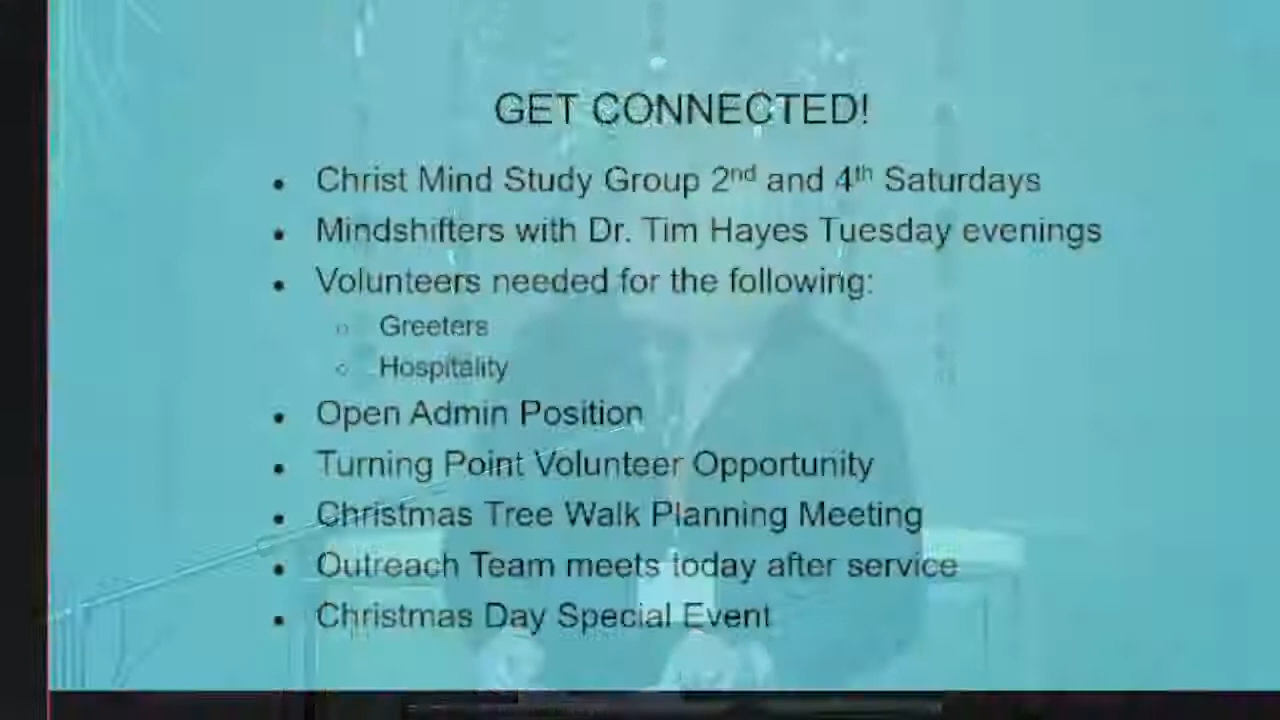 GET CONNECTED!
• Christ Mind Study Group 2nd and 4th Saturdays
• Mindshifters with Dr. Tim Hayes Tuesday evenings
• Volunteers needed for the following:
○ Greeters
○ Hospitality
• Open Admin Position
• Turning Point Volunteer Opportunity
• Christmas Tree Walk Planning Meeting
• Outreach Team meets today after service
• Christmas Day Special Event